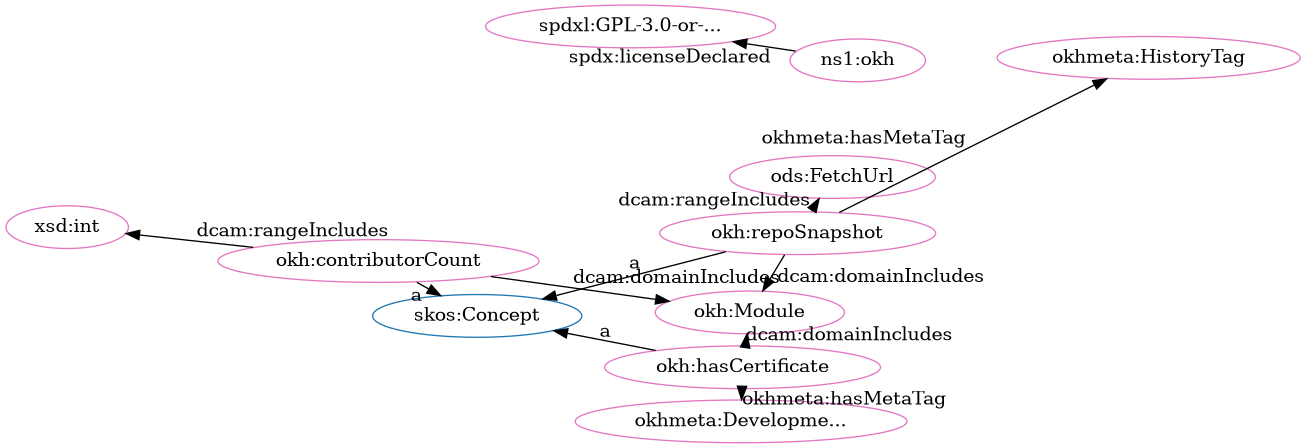 spdxl:GPL-3.0-or-...
spdx:licenseDeclared
ns1:okh
okhmeta:HistoryTag
okhmeta:hasMetaTag
ods:FetchUrl
dcam:rangeIncludes
xsd:int
dcam:rangeIncludes
okh:repoSnapshot
okh:contributorCount
a
dcam:domainIncludes
dcam:domainIncludes
a
skos:Concept
okh:Module
a
dcam:domainIncludes
okh:hasCertificate
okhmeta:hasMetaTag
okhmeta:Developme...